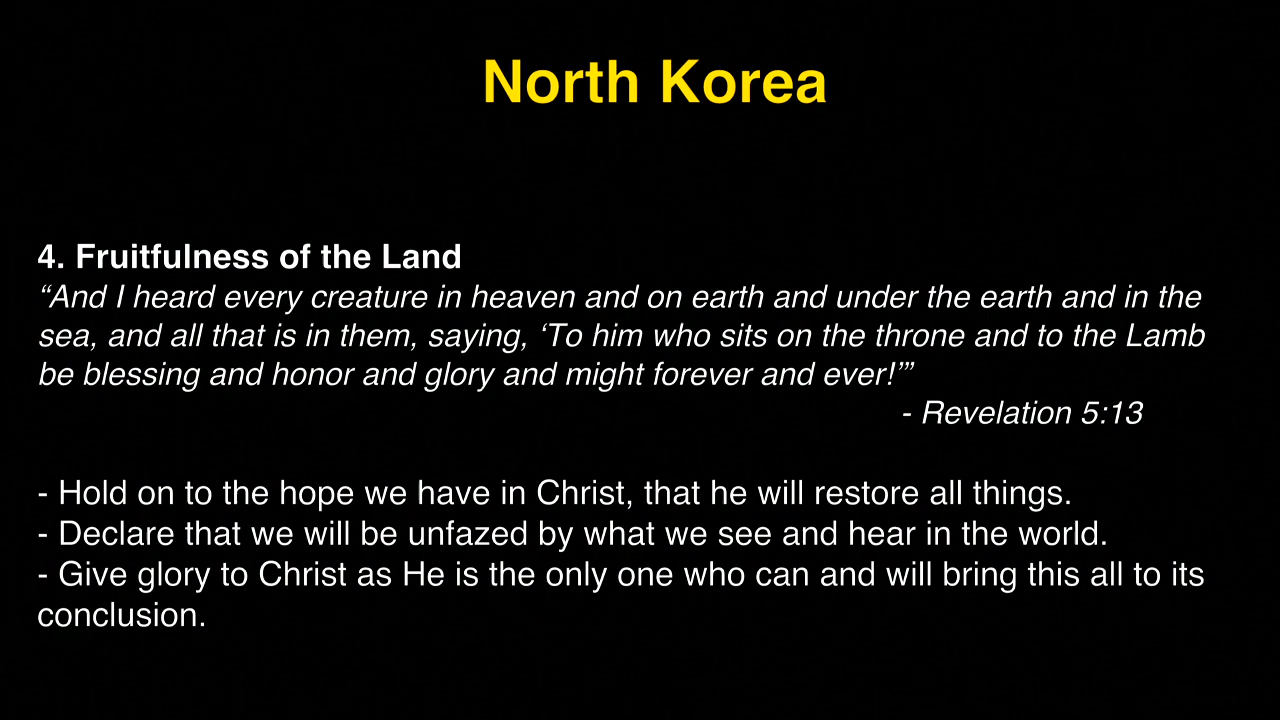 North Korea
4. Fruitfulness of the Land
“And I heard every creature in heaven and on earth and under the earth and in the
sea, and all that is in them, saying, ‘To him who sits on the throne and to the Lamb
be blessing and honor and glory and might forever and ever!’”
- Revelation 5:13
- Hold on to the hope we have in Christ, that he will restore all things.
- Declare that we will be unfazed by what we see and hear in the world.
- Give glory to Christ as He is the only one who can and will bring this all to its
conclusion.